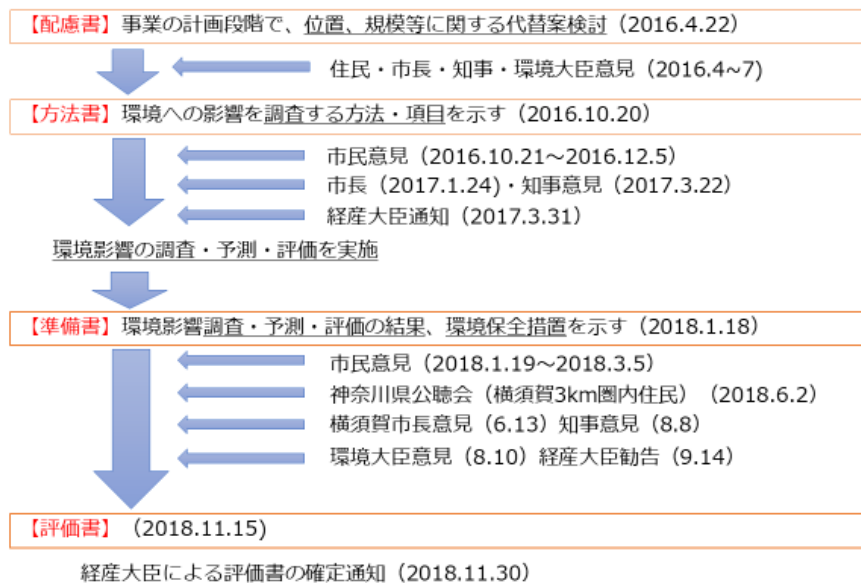 【配慮書】事業の計画段階で、位置、規模等に関する代替案検討（2016.4.22）
住民・市長・知事・環境大臣意見（2016.4~7)
【方法書】環境への影響を調査する方法・項目を示す（2016.10.20）
市民意見（2016.10.21～2016.12.5）
市長（2017.1.24)・知事意見（2017.3.22）
経産大臣通知（2017.3.31）
環境影響の調査・予測・評価を実施
【準備書】環境影響調査・予測・評価の結果、環境保全措置を示す（2018.1.18）
市民意見（2018.1.19～2018.3.5）
神奈川県公聴会（横須賀3km圏内住民）（2018.6.2）
横須賀市長意見（6.13）知事意見（8.8）
環境大臣意見（8.10）経産大臣勧告（9.14）
【評価書】（2018.11.15)
経産大臣による評価書の確定通知（2018.11.30）